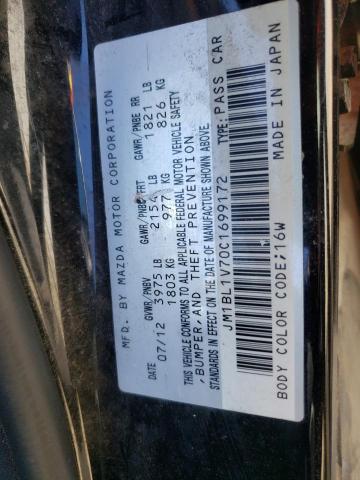 MFD. BY MAZDA MOTOR CORPORATION
DATE GVWR/PNBV GAWR/PNBE FRT GAWR/PNBE RR
07/12 3975 LB 2154 LB 1821 LB
1803 KG 977 KG 826 KG
THIS VEHICLE CONFORMS TO ALL APPLICABLE FEDERAL MOTOR VEHICLE SAFETY
,BUMPER,AND THEFT PREVENTION
STANDARDS IN EFFECT ON THE DATE OF MANUFACTURE SHOWN ABOVE.
JM1BL1V70C1699172 TYPE:PASS CAR
BODY COLOR CODE:16W MADE IN JAPAN